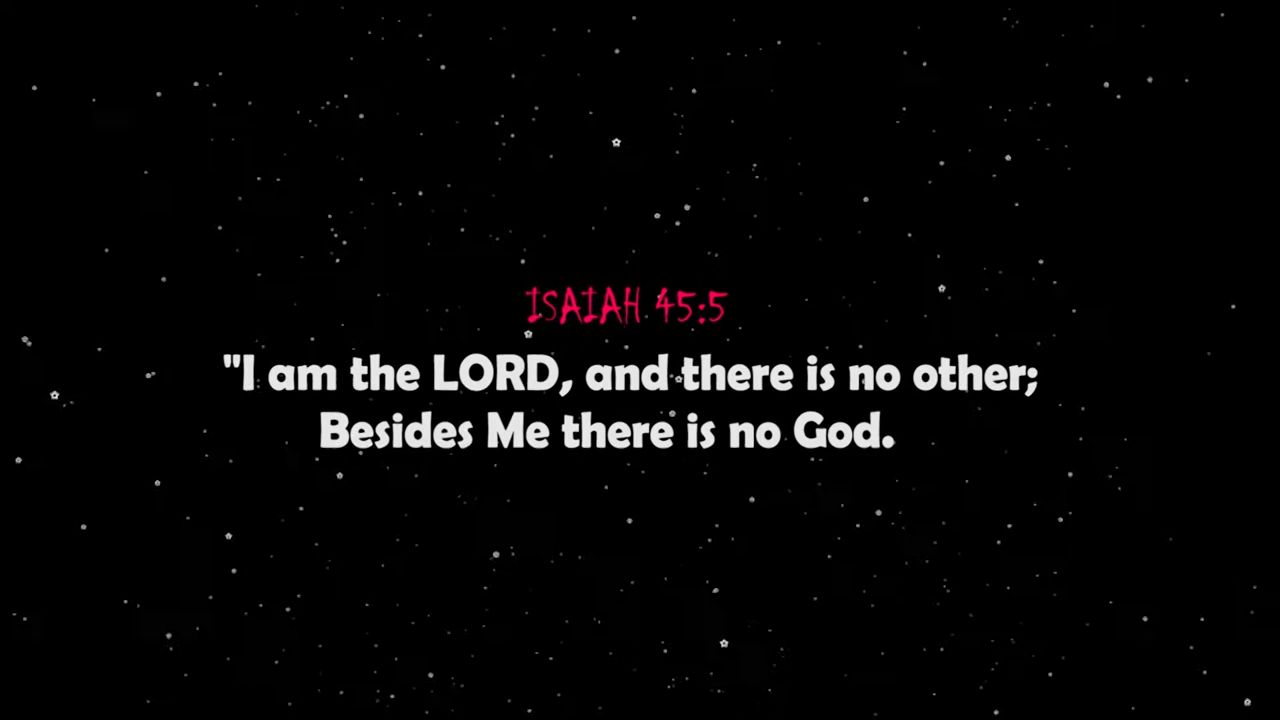 ISAIAH 45:5
"I am the LORD, and there is no other;
Besides Me there is no God.